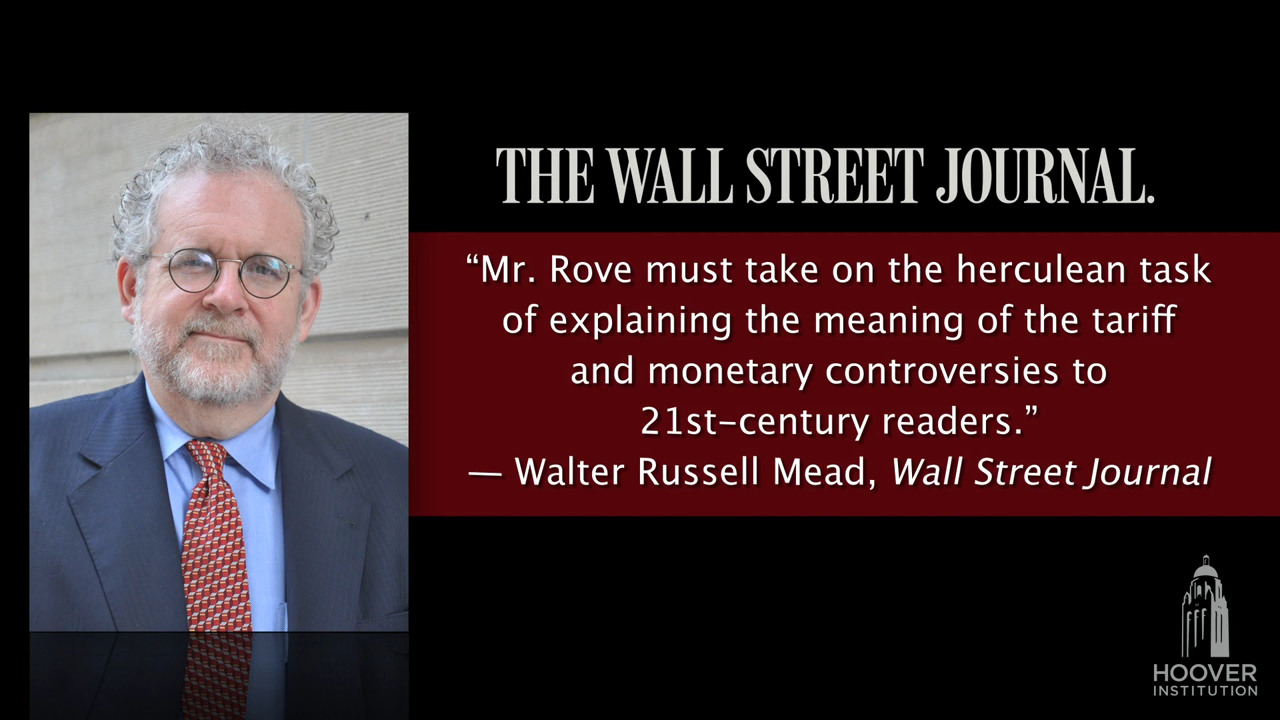 THE WALL STREET JOURNAL.
“Mr. Rove must take on the herculean task
of explaining the meaning of the tariff
and monetary controversies to
21st–century readers.”
— Walter Russell Mead, Wall Street Journal
HOOVER
INSTITUTION